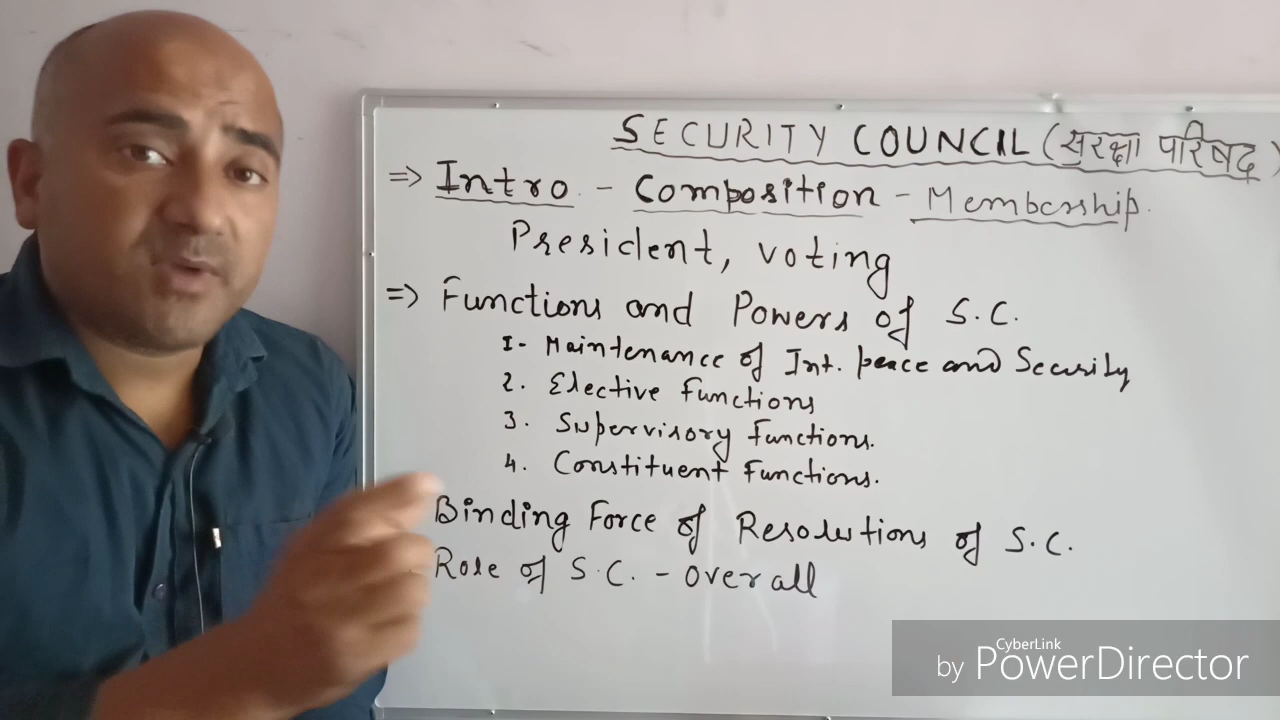 SECURITY COUNCIL (सुरक्षा परिषद)
⇒ Intro - Composition - Membership.
President, voting
⇒ Functions and Powers of S.C.
1- Maintenance of Int. peace and Security
2. Elective Functions
3. Supervisory Functions.
4. Constituent Functions.
Binding Force of Resolutions of S.C.
Role of S.C. - Overall
CyberLink
by PowerDirector